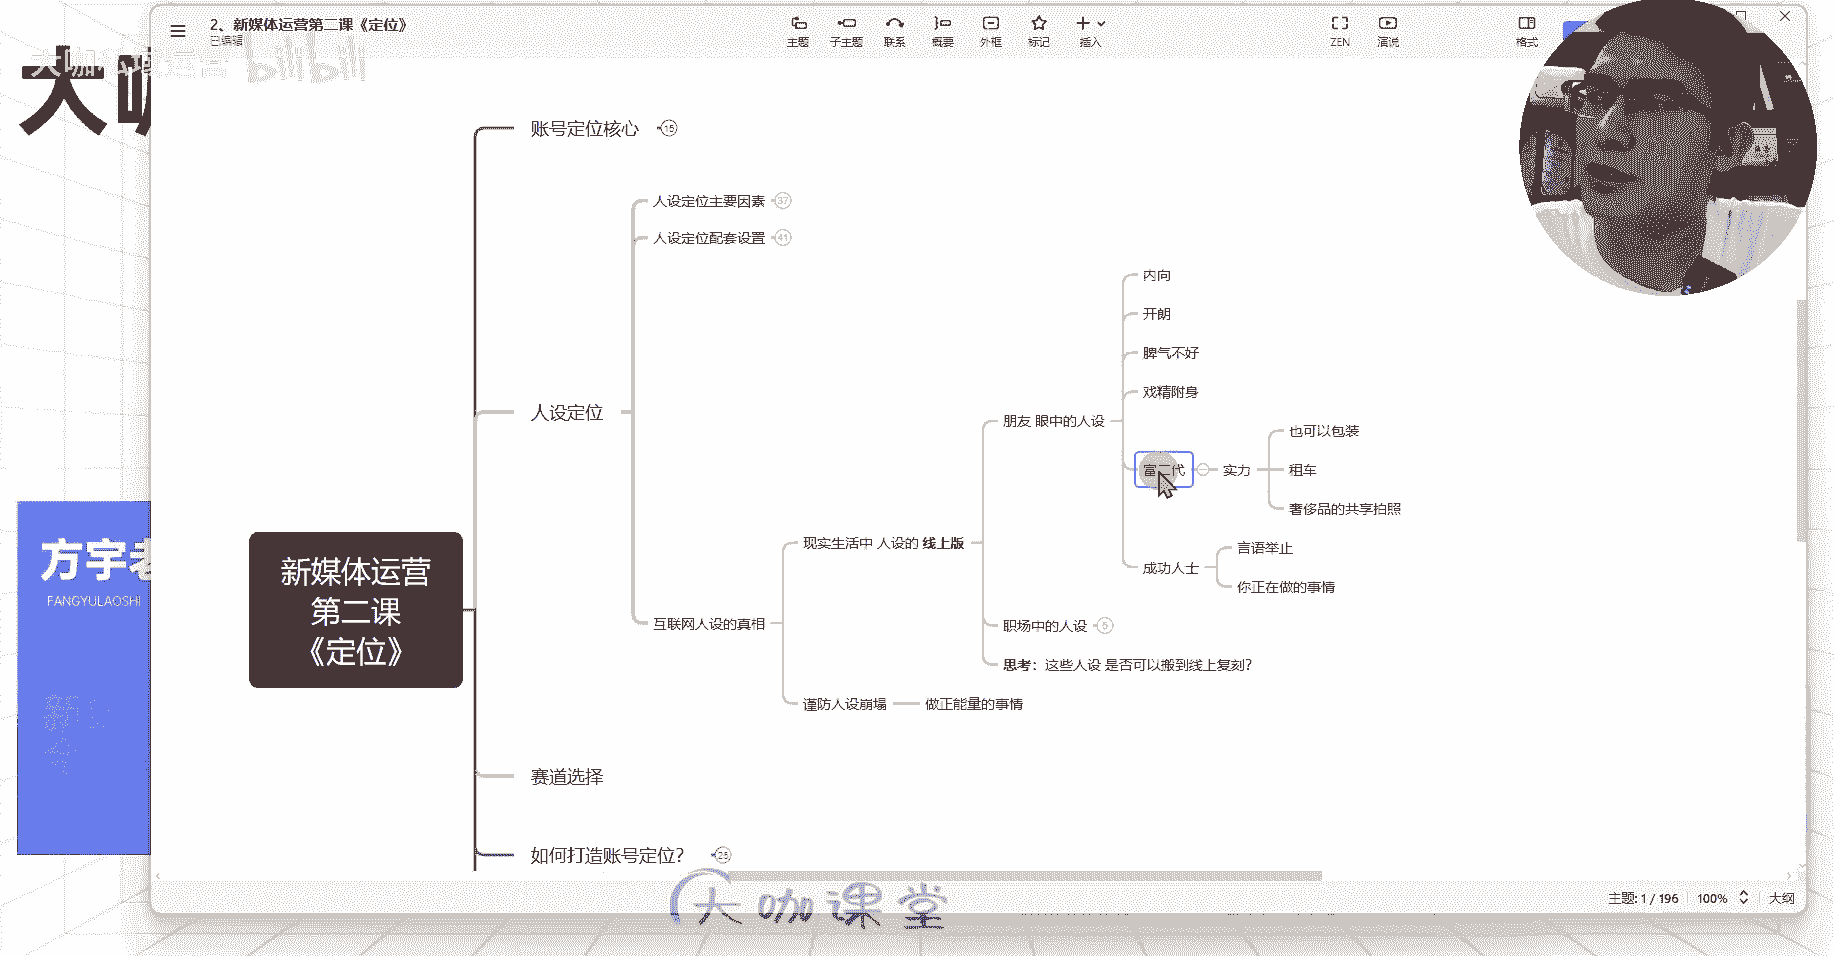 2、新媒体运营第二课《定位》
已编辑
主题
子主题
联系
概要
外框
标记
插入
ZEN
演说
格式
大咖私域运营
bilibili
大咖
账号定位核心
15
人设定位主要因素
37
人设定位配套设置
41
内向
开朗
脾气不好
戏精附身
人设定位
朋友 眼中的人设
也可以包装
富二代
实力
租车
奢侈品的共享拍照
现实生活中 人设的 线上版
言语举止
成功人士
你正在做的事情
新媒体运营
第二课
《定位》
互联网人设的真相
职场中的人设
5
思考：这些人设 是否可以搬到线上复刻？
谨防人设崩塌
做正能量的事情
赛道选择
如何打造账号定位？
25
方宇老
FANGYULAOSHI
大咖课堂
主题: 1 / 196
100%
大纲